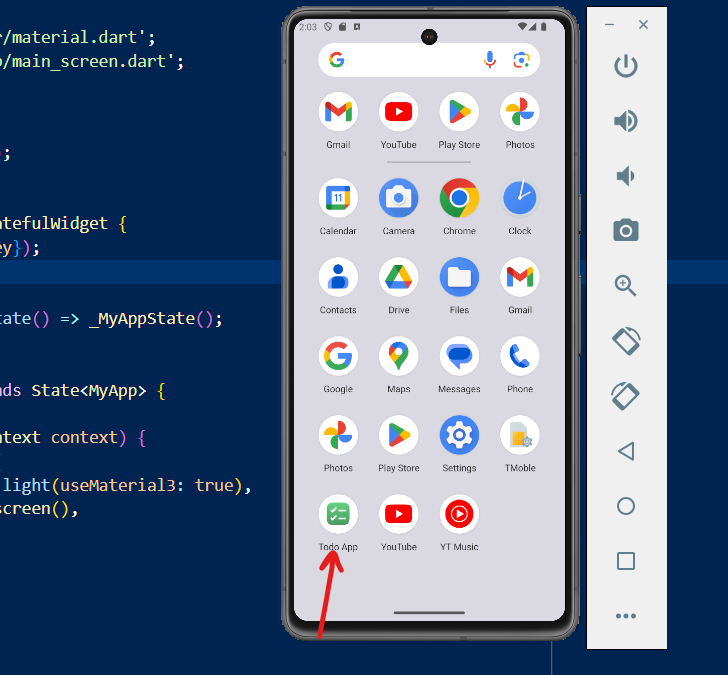 r/material.dart';
o/main_screen.dart';
);
atefulWidget {
ey});
tate() => _MyAppState();
nds State<MyApp> {
ntext context) {
light(useMaterial3: true),
screen(),
2:03
Gmail YouTube Play Store Photos
Calendar Camera Chrome Clock
Contacts Drive Files Gmail
Google Maps Messages Phone
Photos Play Store Settings TMoble
Todo App YouTube YT Music